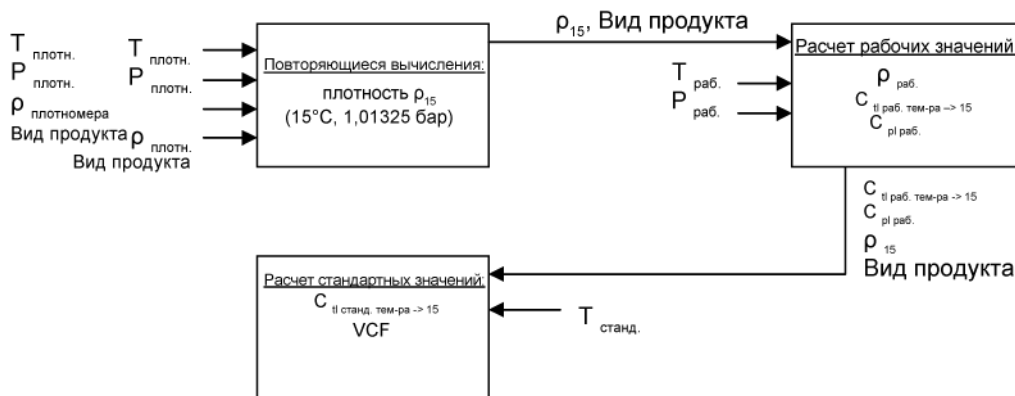 T плотн.
P плотн.
ρ плотномера
Вид продукта
T плотн.
P плотн.
ρ плотн.
Вид продукта
Повторяющиеся вычисления:
плотность ρ15
(15°C, 1,01325 бар)
ρ15, Вид продукта
T раб.
P раб.
Расчет рабочих значений
ρ раб.
C tl раб. тем-ра –> 15
C pl раб.
C tl раб. тем-ра -> 15
C pl раб.
ρ 15
Вид продукта
Расчет стандартных значений:
C tl станд. тем-ра -> 15
VCF
T станд.